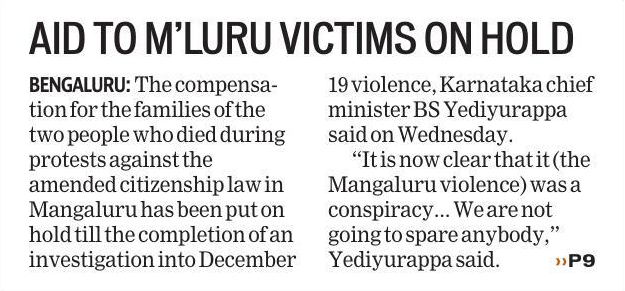 AID TO M'LURU VICTIMS ON HOLD
BENGALURU: The compensa-
tion for the families of the
two people who died during
protests against the
amended citizenship law in
Mangaluru has been put on
hold till the completion of an
investigation into December
19 violence, Karnataka chief
minister BS Yediyurappa
said on Wednesday.
“It is now clear that it (the
Mangaluru violence) was a
conspiracy... We are not
going to spare anybody,”
Yediyurappa said. ››P9